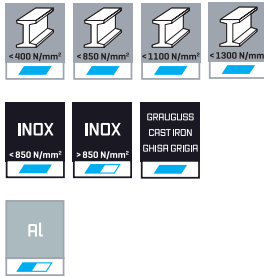 <400 N/mm²
<850 N/mm²
<1100 N/mm²
<1300 N/mm²
INOX
<850 N/mm²
INOX
>850 N/mm²
GRAUGUSS
CAST IRON
GHISA GRIGIA
Al